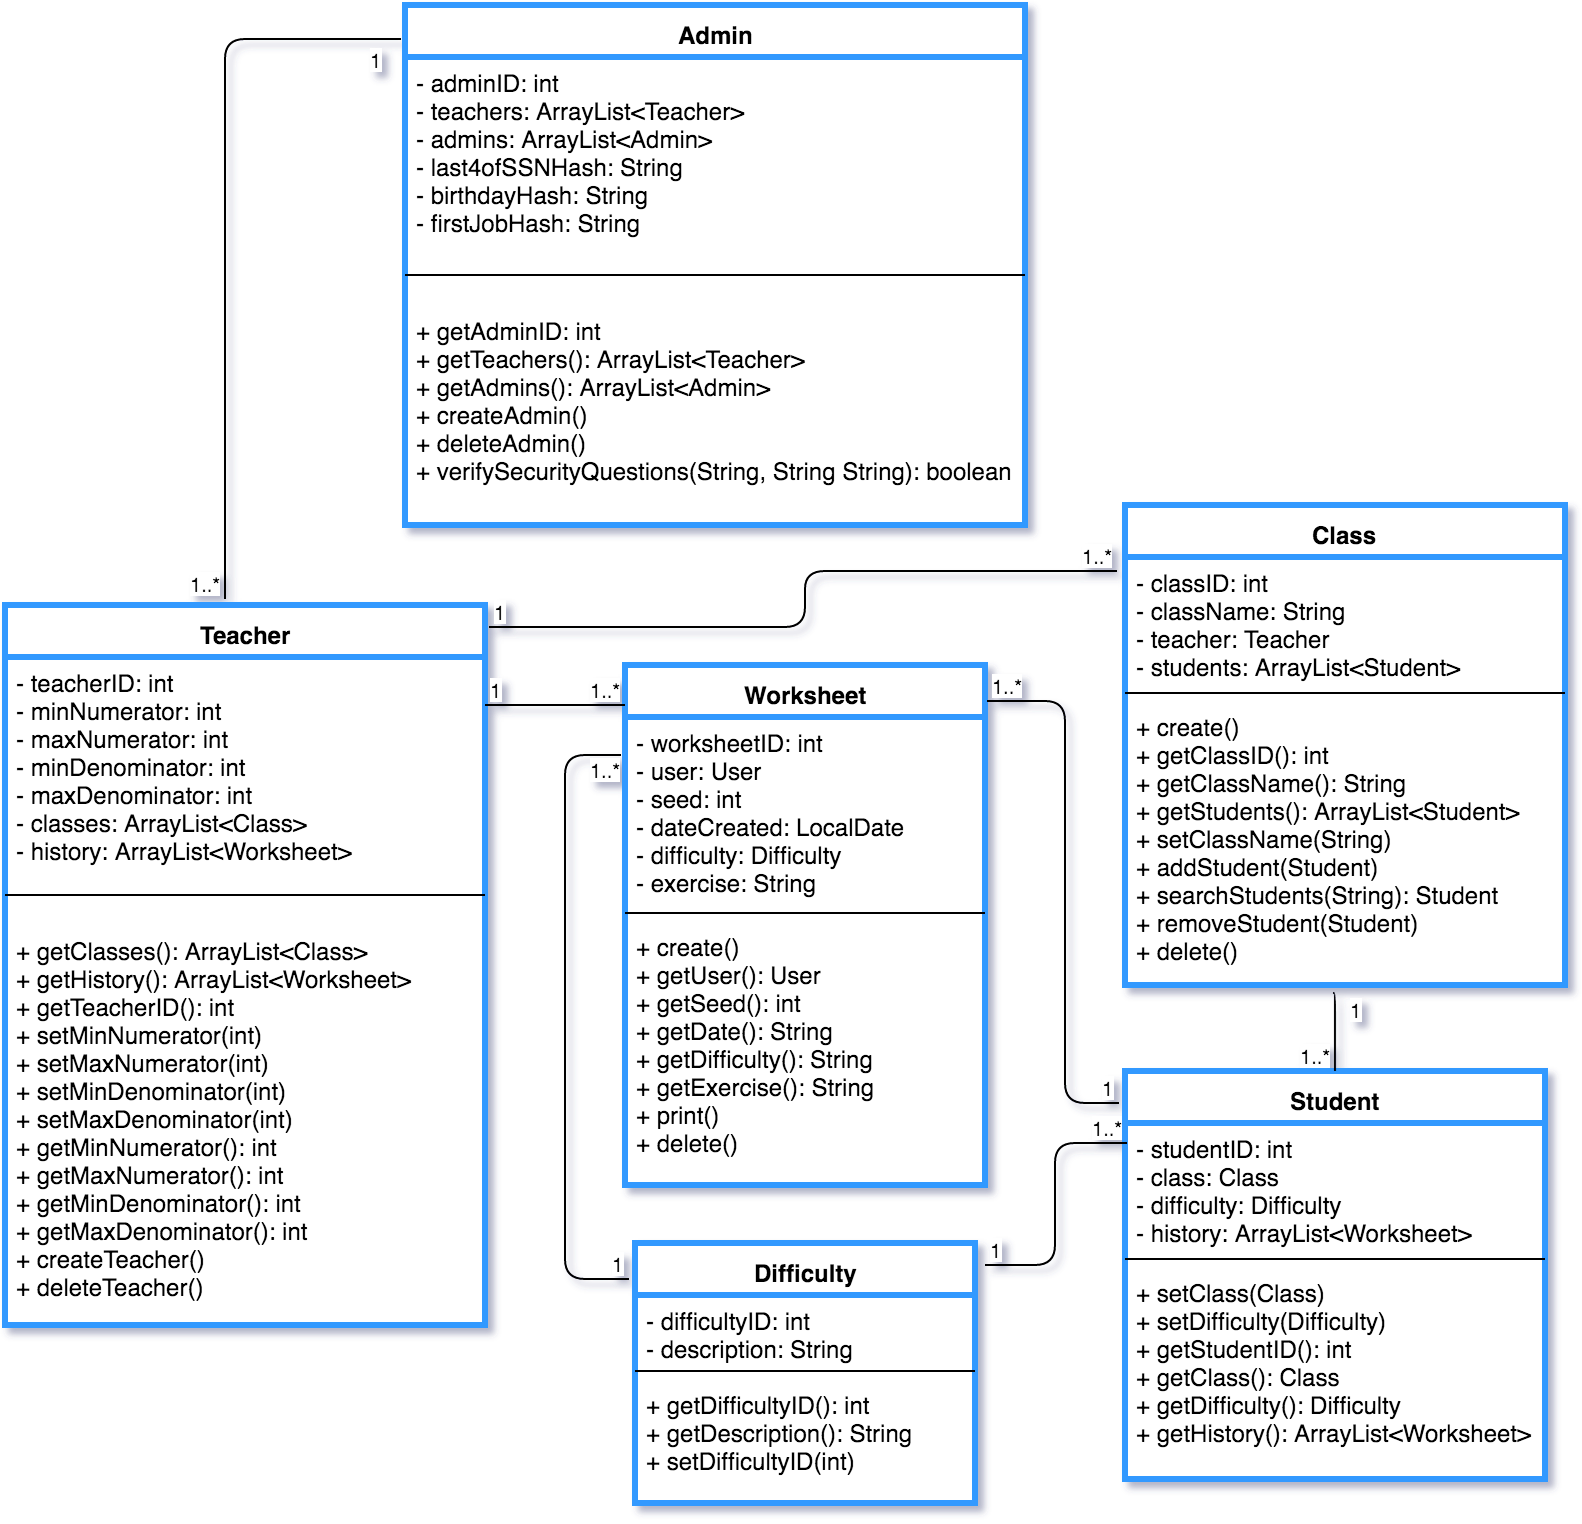 Admin
- adminID: int
- teachers: ArrayList<Teacher>
- admins: ArrayList<Admin>
- last4ofSSNHash: String
- birthdayHash: String
- firstJobHash: String
+ getAdminID: int
+ getTeachers(): ArrayList<Teacher>
+ getAdmins(): ArrayList<Admin>
+ createAdmin()
+ deleteAdmin()
+ verifySecurityQuestions(String, String String): boolean
1
1..*
Teacher
- teacherID: int
- minNumerator: int
- maxNumerator: int
- minDenominator: int
- maxDenominator: int
- classes: ArrayList<Class>
- history: ArrayList<Worksheet>
+ getClasses(): ArrayList<Class>
+ getHistory(): ArrayList<Worksheet>
+ getTeacherID(): int
+ setMinNumerator(int)
+ setMaxNumerator(int)
+ setMinDenominator(int)
+ setMaxDenominator(int)
+ getMinNumerator(): int
+ getMaxNumerator(): int
+ getMinDenominator(): int
+ getMaxDenominator(): int
+ createTeacher()
+ deleteTeacher()
1
1..*
1
1..*
Worksheet
- worksheetID: int
- user: User
- seed: int
- dateCreated: LocalDate
- difficulty: Difficulty
- exercise: String
+ create()
+ getUser(): User
+ getSeed(): int
+ getDate(): String
+ getDifficulty(): String
+ getExercise(): String
+ print()
+ delete()
1..*
1
1..*
1
Class
- classID: int
- className: String
- teacher: Teacher
- students: ArrayList<Student>
+ create()
+ getClassID(): int
+ getClassName(): String
+ getStudents(): ArrayList<Student>
+ setClassName(String)
+ addStudent(Student)
+ searchStudents(String): Student
+ removeStudent(Student)
+ delete()
1
1..*
Difficulty
- difficultyID: int
- description: String
+ getDifficultyID(): int
+ getDescription(): String
+ setDifficultyID(int)
1
1..*
Student
- studentID: int
- class: Class
- difficulty: Difficulty
- history: ArrayList<Worksheet>
+ setClass(Class)
+ setDifficulty(Difficulty)
+ getStudentID(): int
+ getClass(): Class
+ getDifficulty(): Difficulty
+ getHistory(): ArrayList<Worksheet>